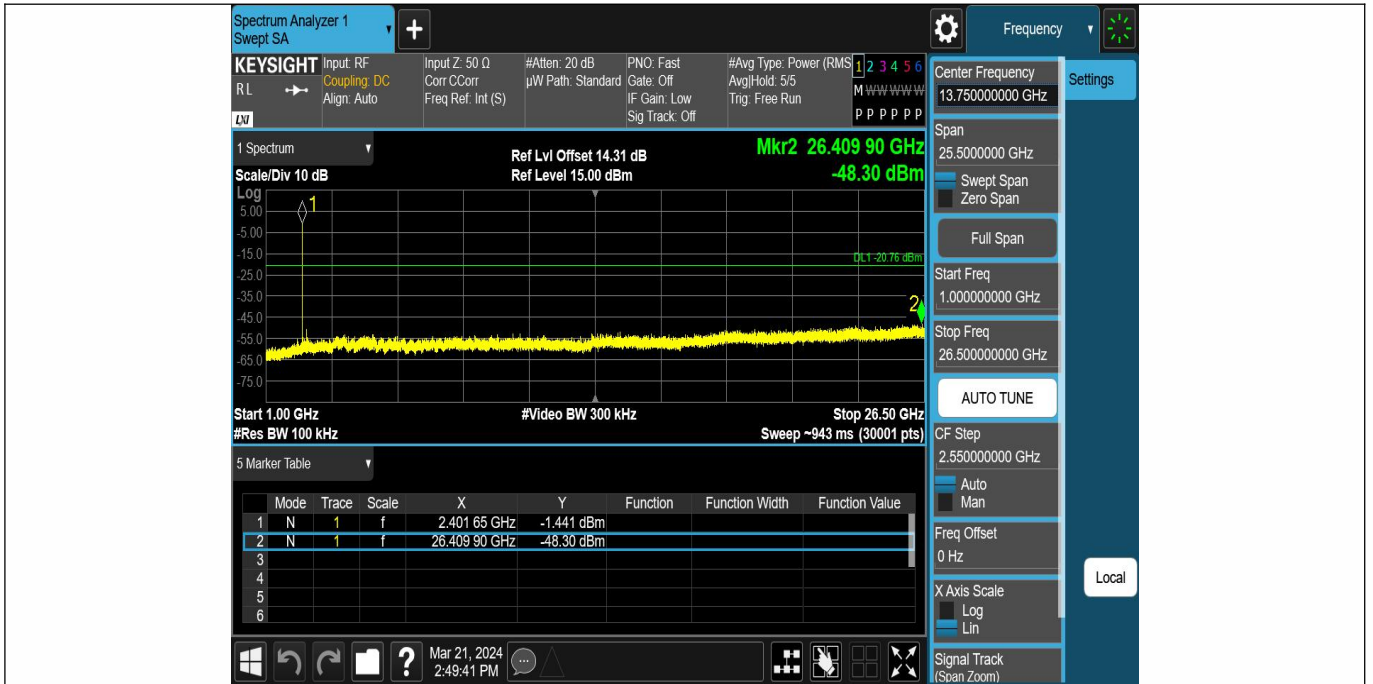 Spectrum Analyzer 1
Swept SA
+
Frequency
KEYSIGHT
R L
LXI
Input: RF
Coupling: DC
Align: Auto
Input Z: 50 Ω
Corr CCorr
Freq Ref: Int (S)
#Atten: 20 dB
µW Path: Standard
PNO: Fast
Gate: Off
IF Gain: Low
Sig Track: Off
#Avg Type: Power (RMS
Avg|Hold: 5/5
Trig: Free Run
1 2 3 4 5 6
M W W W W W
P P P P P P
Center Frequency
13.750000000 GHz
Settings
1 Spectrum
Ref Lvl Offset 14.31 dB
Mkr2 26.409 90 GHz
Scale/Div 10 dB
Ref Level 15.00 dBm
-48.30 dBm
Log
5.00
-5.00
-15.0
-25.0
-35.0
-45.0
-55.0
-65.0
-75.0
1
DL1 -20.76 dBm
2
Start 1.00 GHz
#Video BW 300 kHz
Stop 26.50 GHz
#Res BW 100 kHz
Sweep ~943 ms (30001 pts)
Span
25.5000000 GHz
Swept Span
Zero Span
Full Span
Start Freq
1.000000000 GHz
Stop Freq
26.500000000 GHz
AUTO TUNE
CF Step
2.550000000 GHz
Auto
Man
Freq Offset
0 Hz
X Axis Scale
Log
Lin
Signal Track
(Span Zoom)
Local
5 Marker Table
Mode Trace Scale X Y Function Function Width Function Value
1 N 1 f 2.401 65 GHz -1.441 dBm
2 N 1 f 26.409 90 GHz -48.30 dBm
3
4
5
6
?
Mar 21, 2024
2:49:41 PM